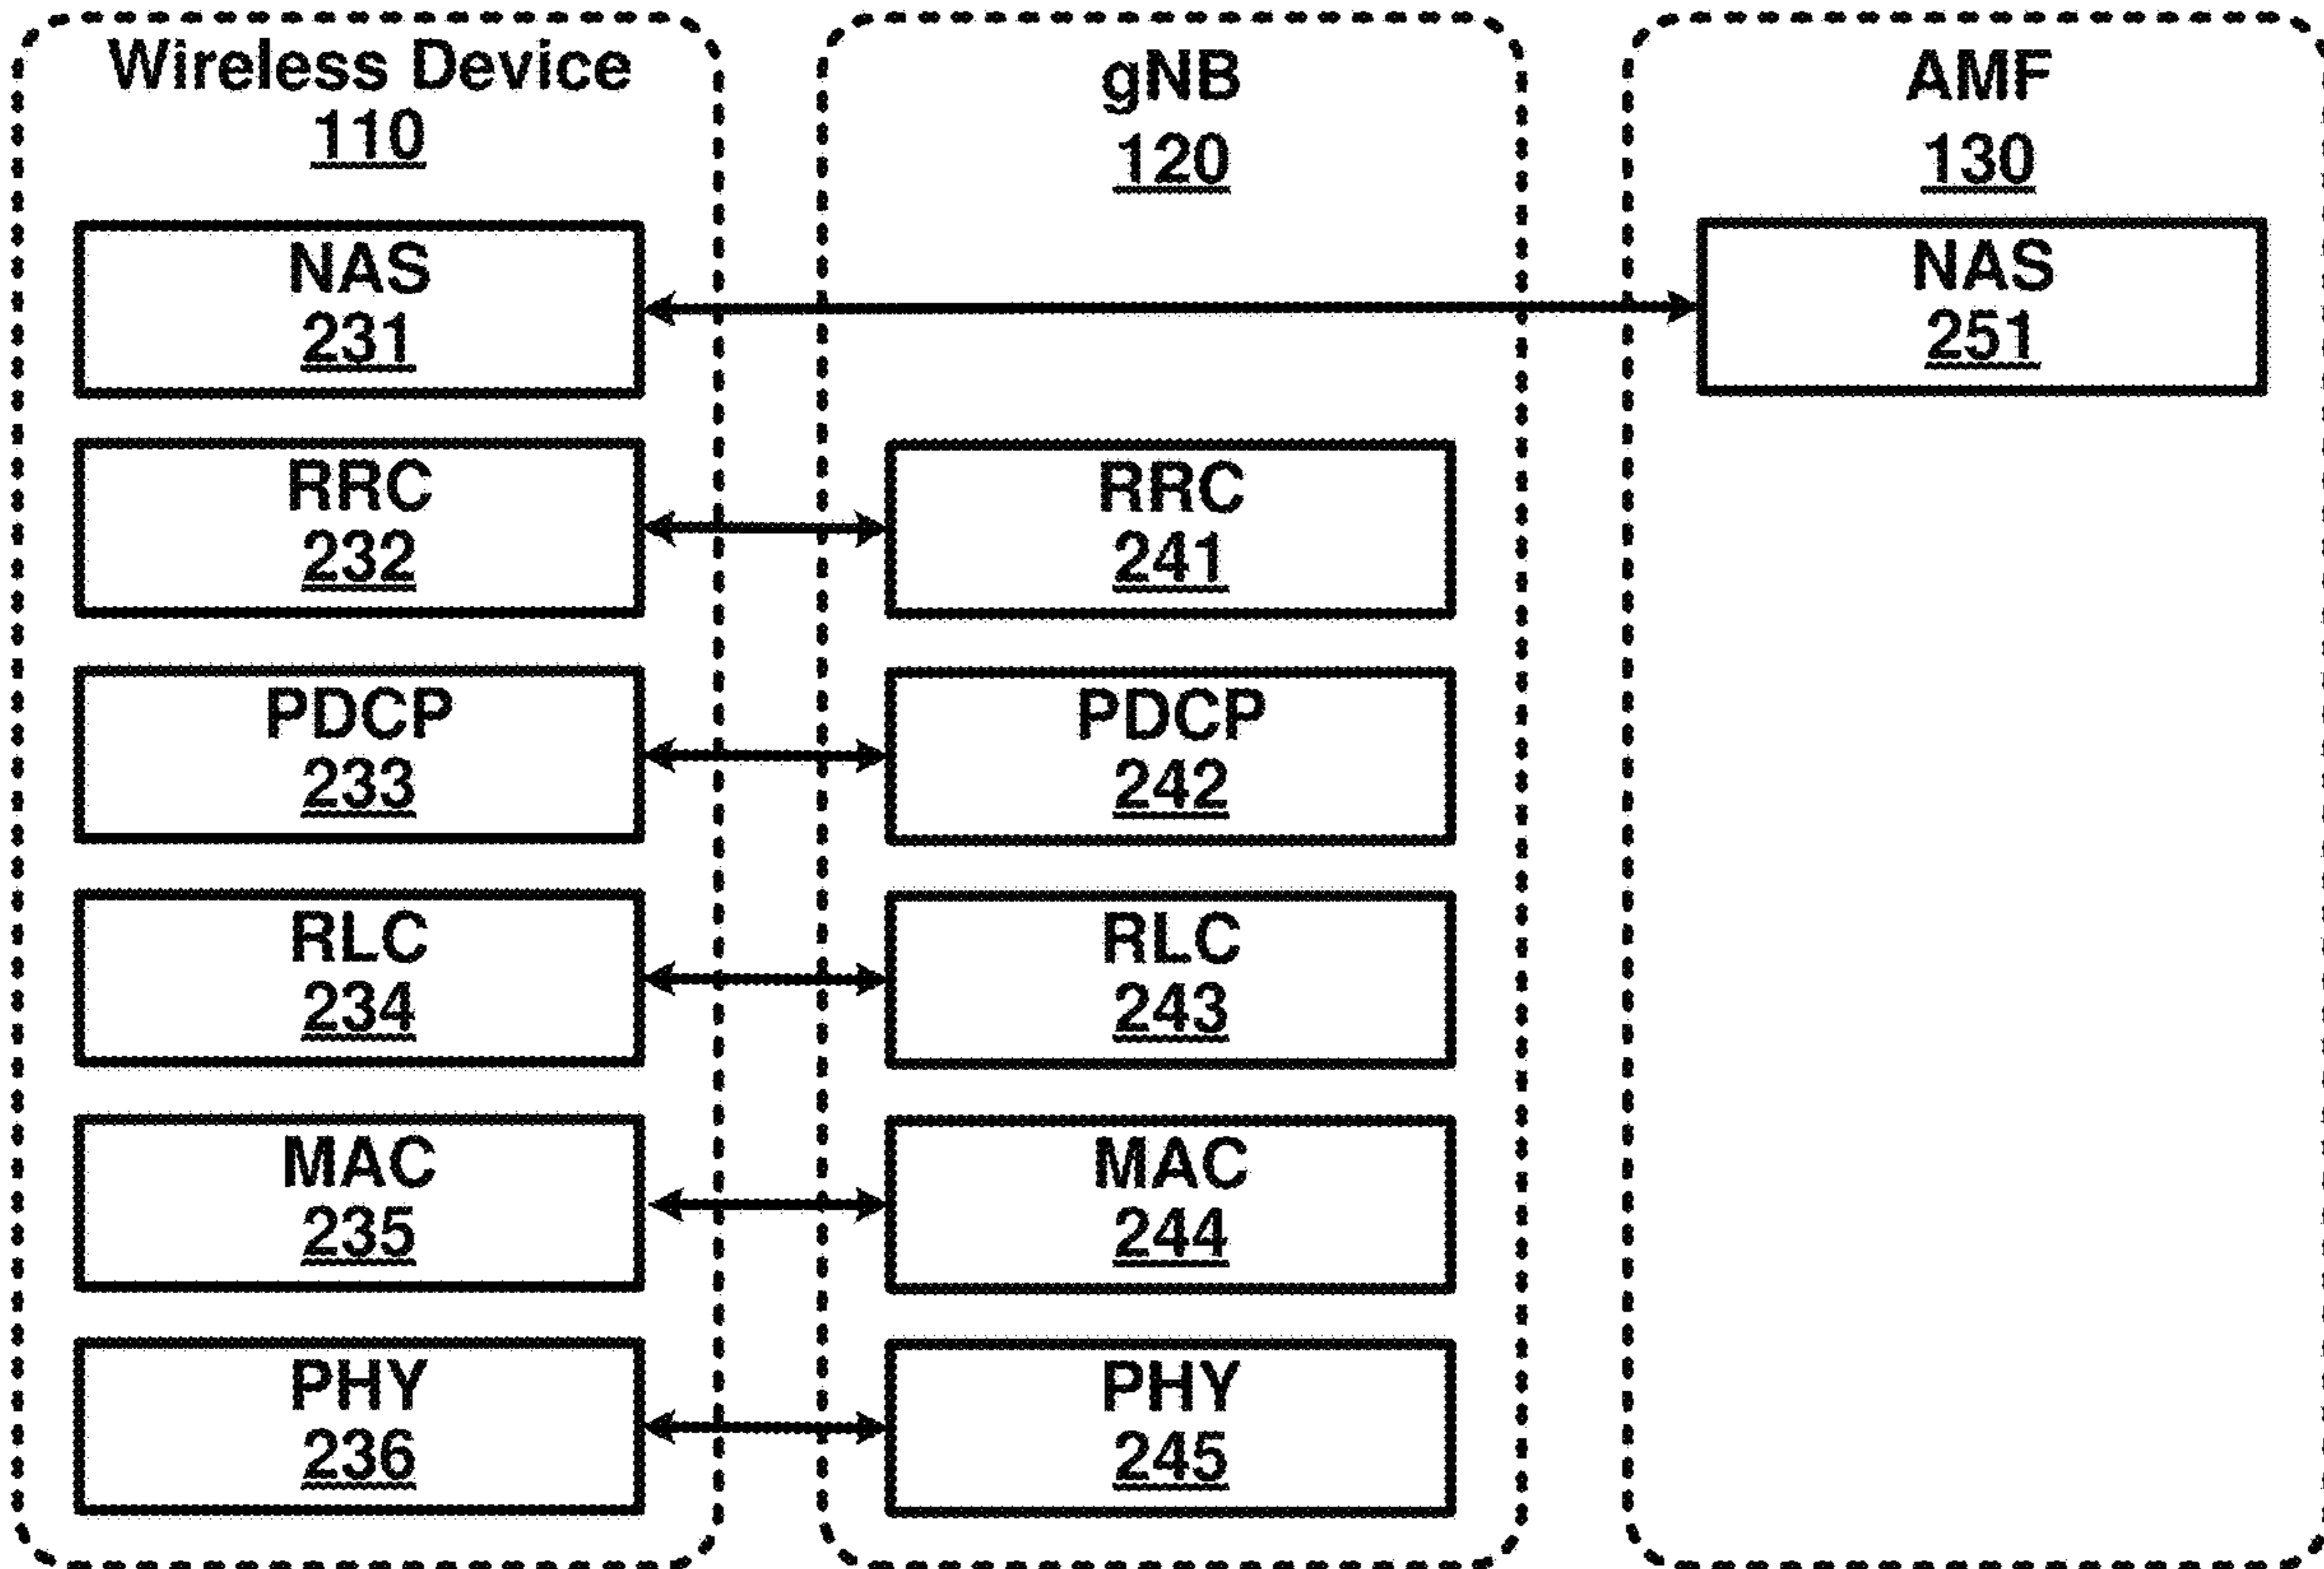 Wireless Device
110
gNB
120
AMF
130
NAS
231
NAS
251
RRC
232
RRC
241
PDCP
233
PDCP
242
RLC
234
RLC
243
MAC
235
MAC
244
PHY
236
PHY
245